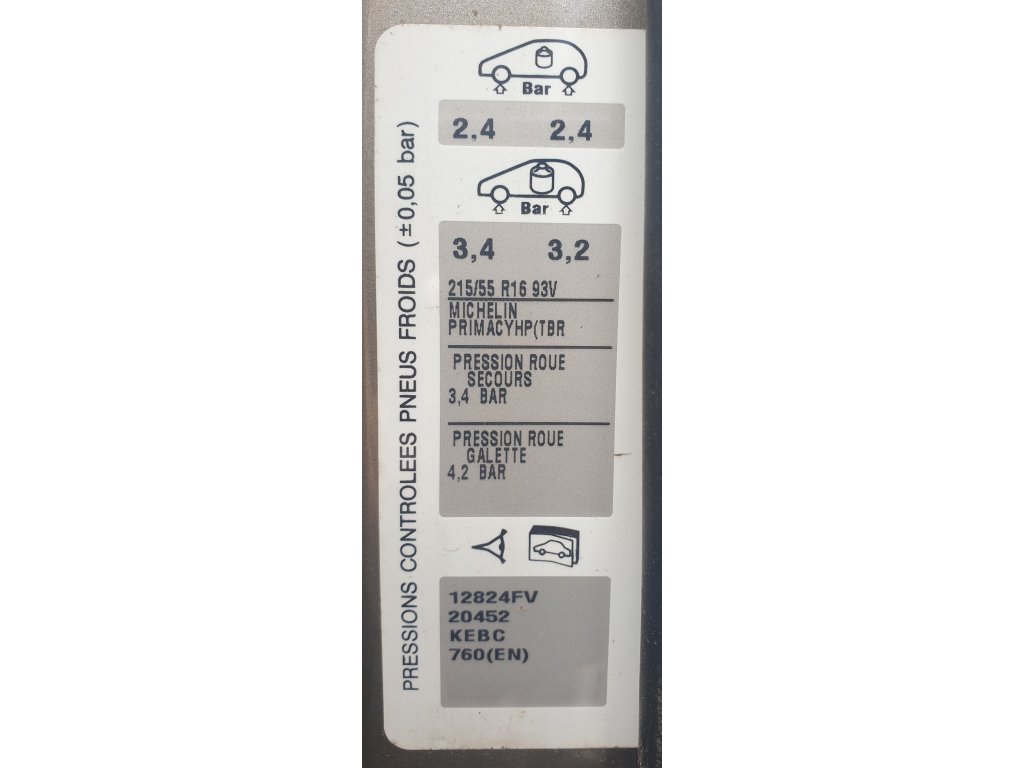 PRESSIONS CONTROLEES PNEUS FROIDS (±0,05 bar)
Bar
2,4 2,4
Bar
3,4 3,2
215/55 R16 93V
MICHELIN
PRIMACYHP(TBR
PRESSION ROUE
SECOURS
3,4 BAR
PRESSION ROUE
GALETTE
4,2 BAR
12824FV
20452
KEBC
760(EN)